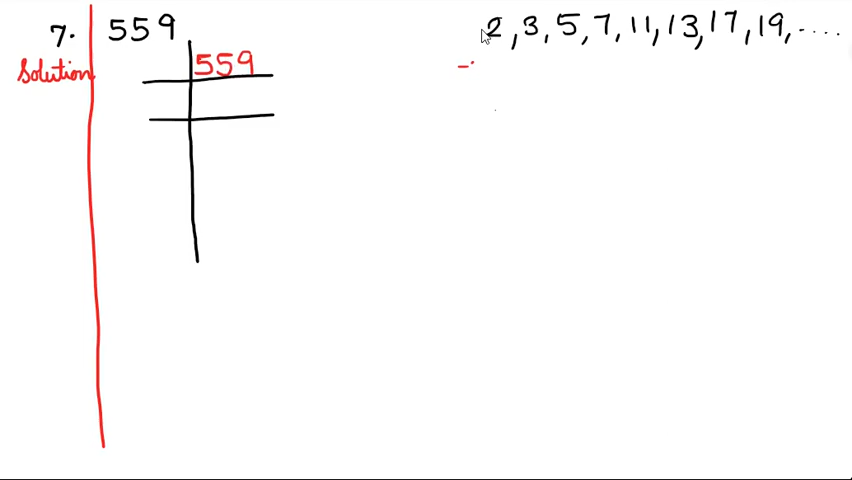 7. 559
Solution
559
2, 3, 5, 7, 11, 13, 17, 19, ....